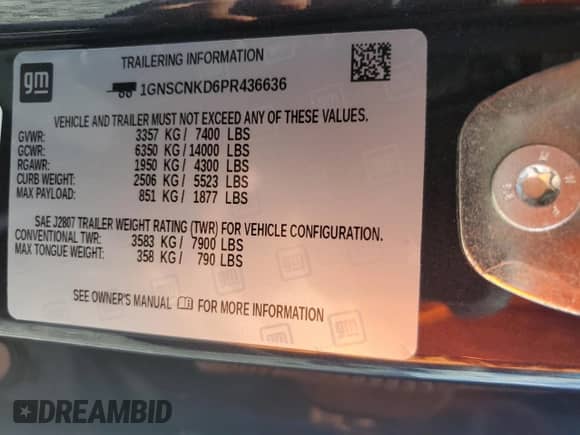 TRAILERING INFORMATION
gm
1GNSCNKD6PR436636
VEHICLE AND TRAILER MUST NOT EXCEED ANY OF THESE VALUES.
GVWR: 3357 KG / 7400 LBS
GCWR: 6350 KG / 14000 LBS
RGAWR: 1950 KG / 4300 LBS
CURB WEIGHT: 2506 KG / 5523 LBS
MAX PAYLOAD: 851 KG / 1877 LBS
SAE J2807 TRAILER WEIGHT RATING (TWR) FOR VEHICLE CONFIGURATION.
CONVENTIONAL TWR: 3583 KG / 7900 LBS
MAX TONGUE WEIGHT: 358 KG / 790 LBS
SEE OWNER'S MANUAL FOR MORE INFORMATION
gm
DREAMBID